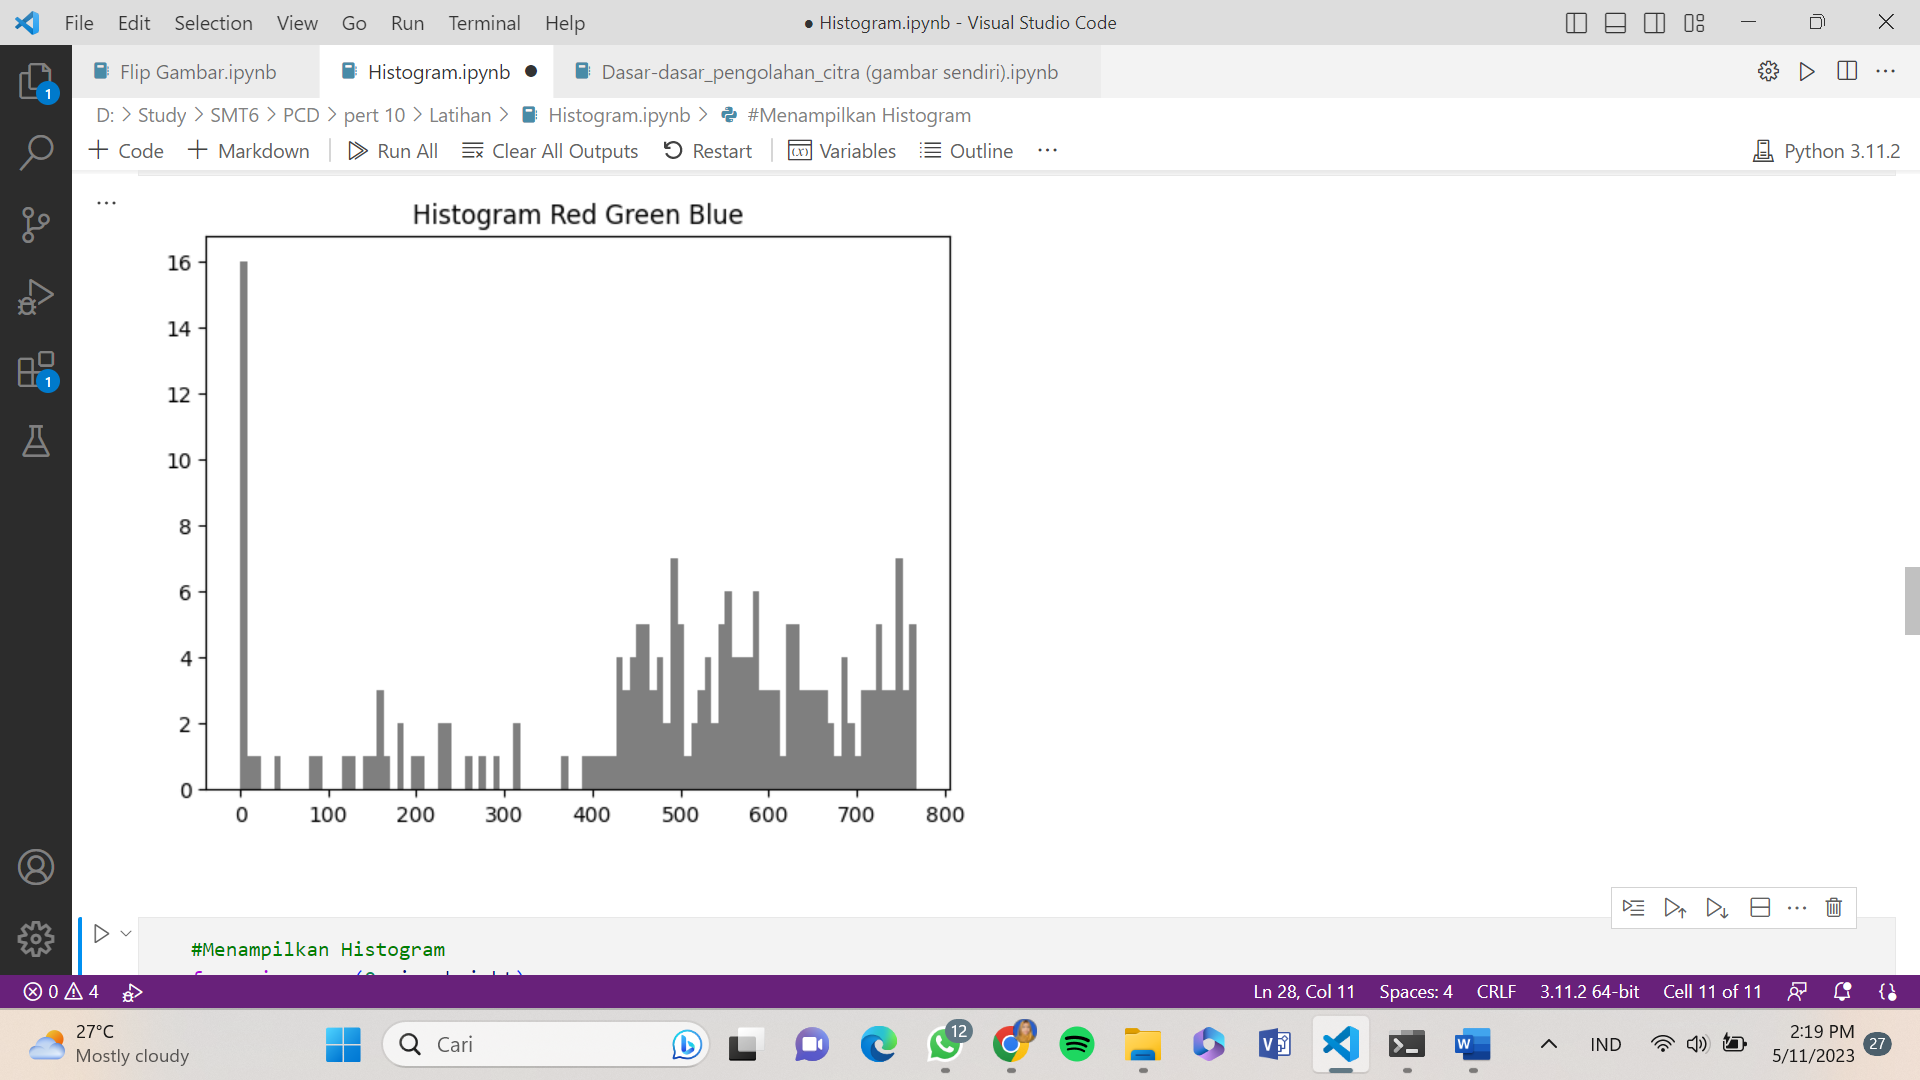 File Edit Selection View Go Run Terminal Help
● Histogram.ipynb - Visual Studio Code
Flip Gambar.ipynb
Histogram.ipynb ●
Dasar-dasar_pengolahan_citra (gambar sendiri).ipynb
D: > Study > SMT6 > PCD > pert 10 > Latihan > Histogram.ipynb > #Menampilkan Histogram
+ Code + Markdown Run All Clear All Outputs Restart Variables Outline ···
Python 3.11.2
1
1
Histogram Red Green Blue
16
14
12
10
8
6
4
2
0
0 100 200 300 400 500 600 700 800
#Menampilkan Histogram
0 4
Ln 28, Col 11 Spaces: 4 CRLF 3.11.2 64-bit Cell 11 of 11
27°C
Mostly cloudy
Cari
12
IND
2:19 PM
5/11/2023
27